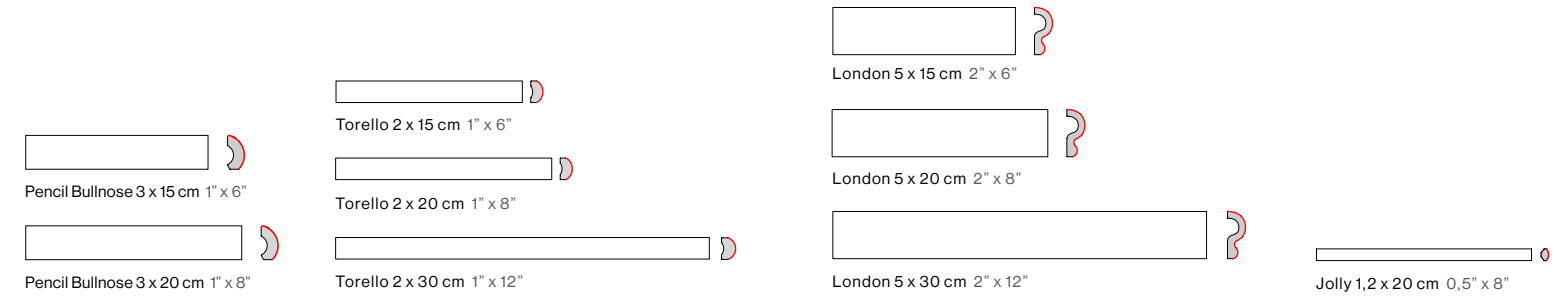 Pencil Bullnose 3 x 15 cm 1” x 6”
Pencil Bullnose 3 x 20 cm 1” x 8”
Torello 2 x 15 cm 1” x 6”
Torello 2 x 20 cm 1” x 8”
Torello 2 x 30 cm 1” x 12”
London 5 x 15 cm 2” x 6”
London 5 x 20 cm 2” x 8”
London 5 x 30 cm 2” x 12”
Jolly 1,2 x 20 cm 0,5” x 8”